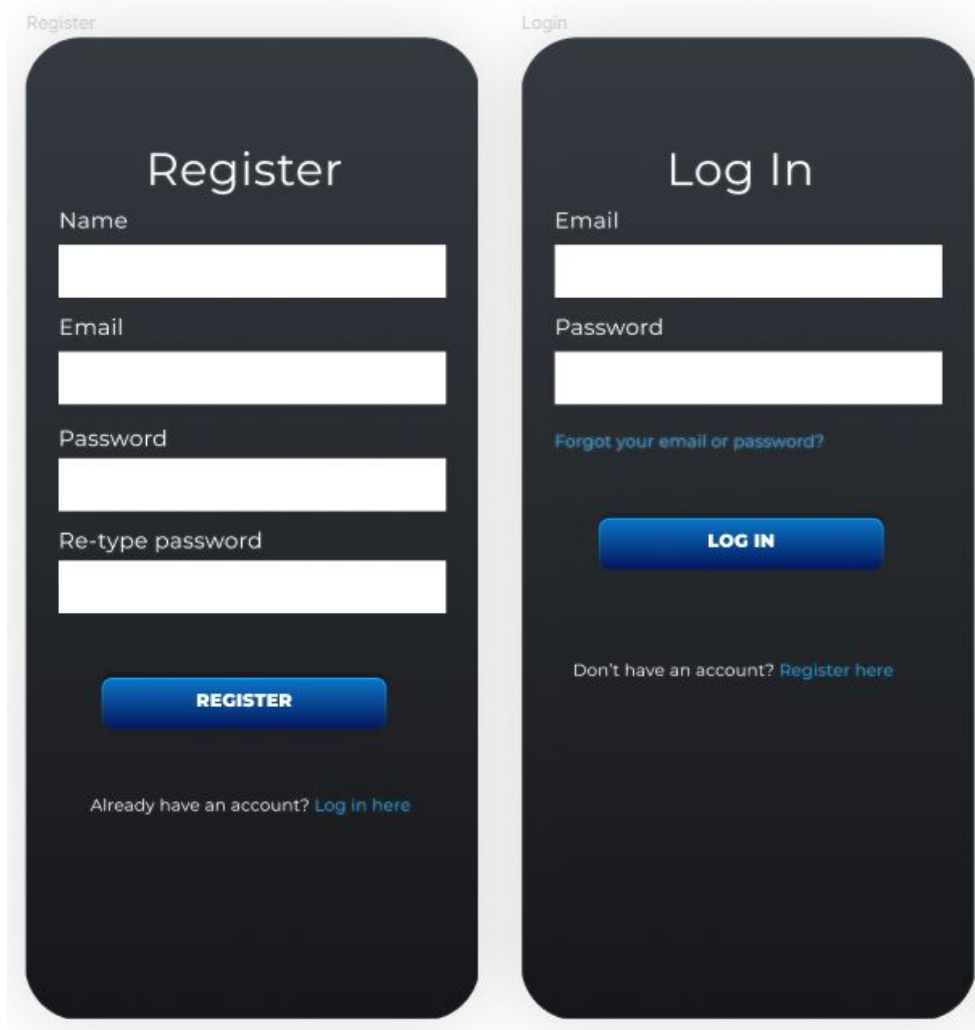 Register
Register
Name
Email
Password
Re-type password
REGISTER
Already have an account? Log in here
Login
Log In
Email
Password
Forgot your email or password?
LOG IN
Don't have an account? Register here